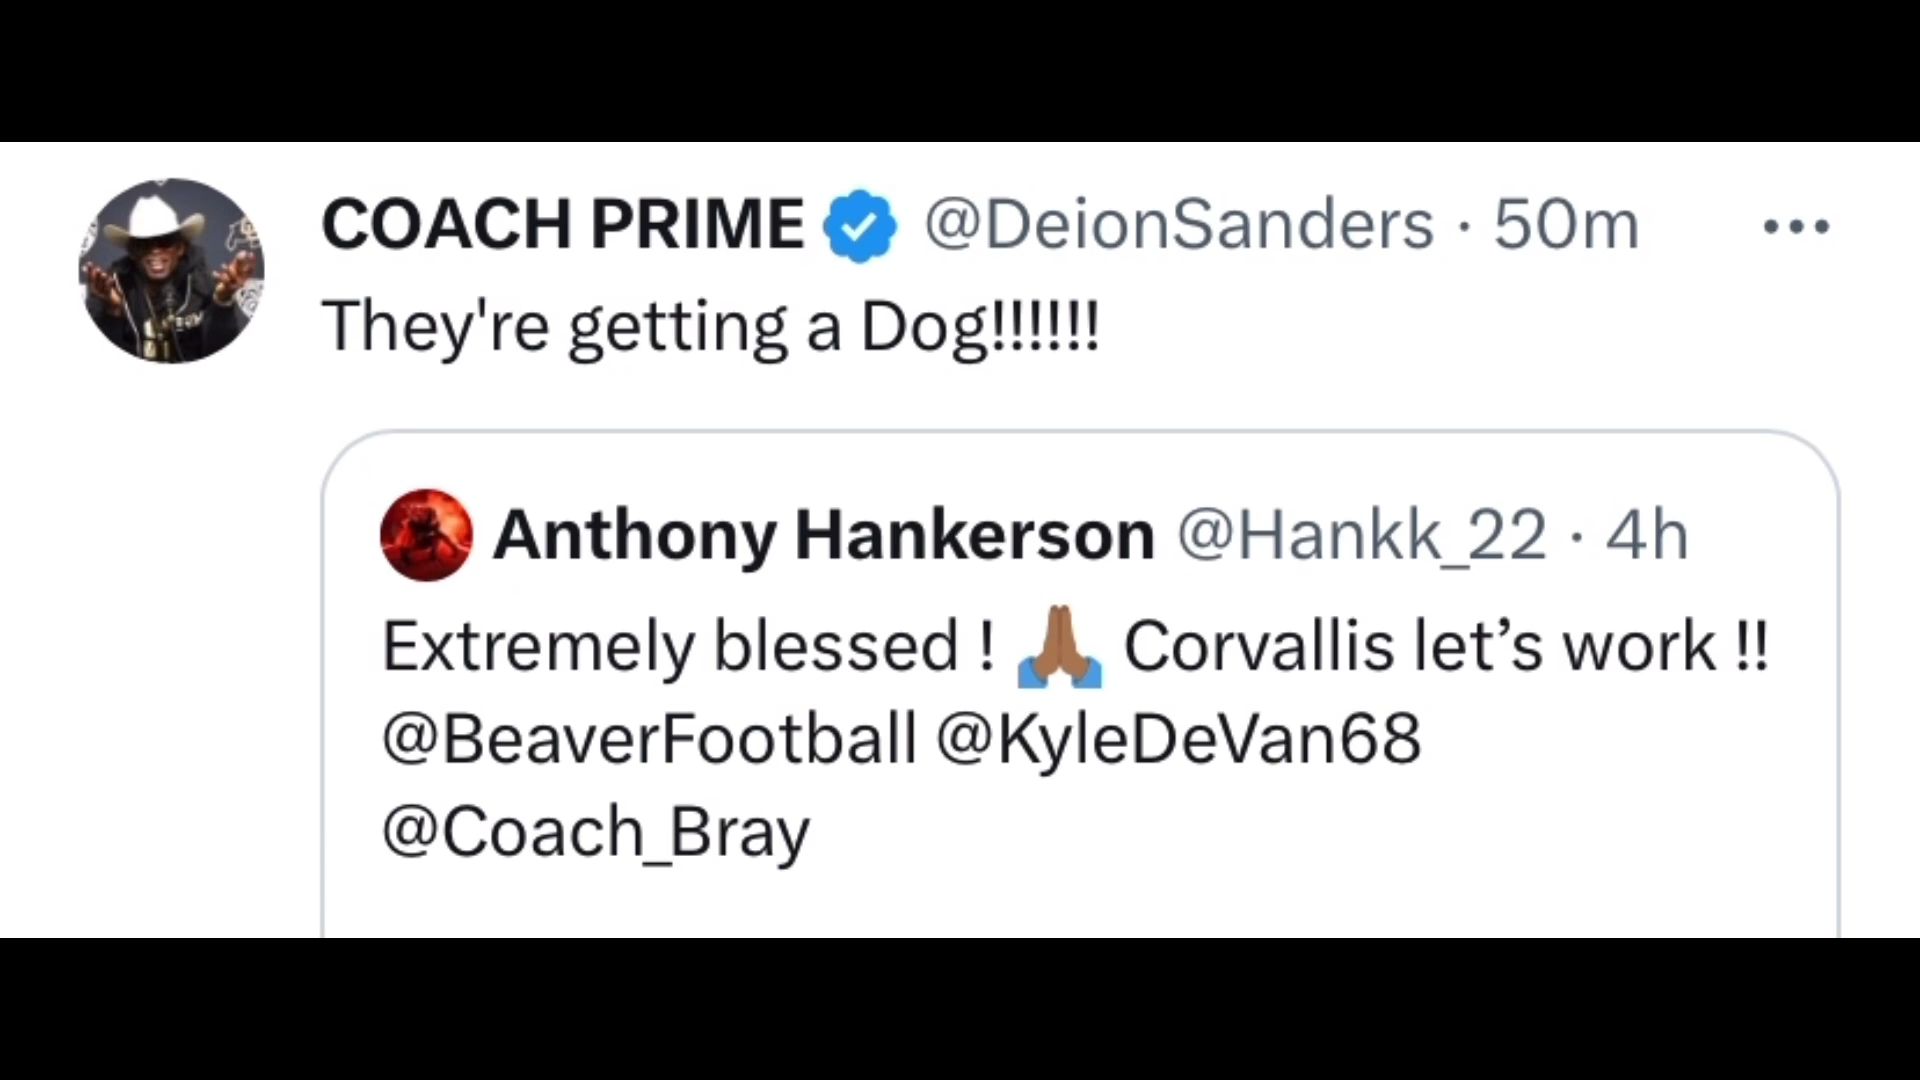 COACH PRIME @DeionSanders · 50m
They're getting a Dog!!!!!!
Anthony Hankerson @Hankk_22 · 4h
Extremely blessed ! 🙏🏾 Corvallis let’s work !!
@BeaverFootball @KyleDeVan68
@Coach_Bray